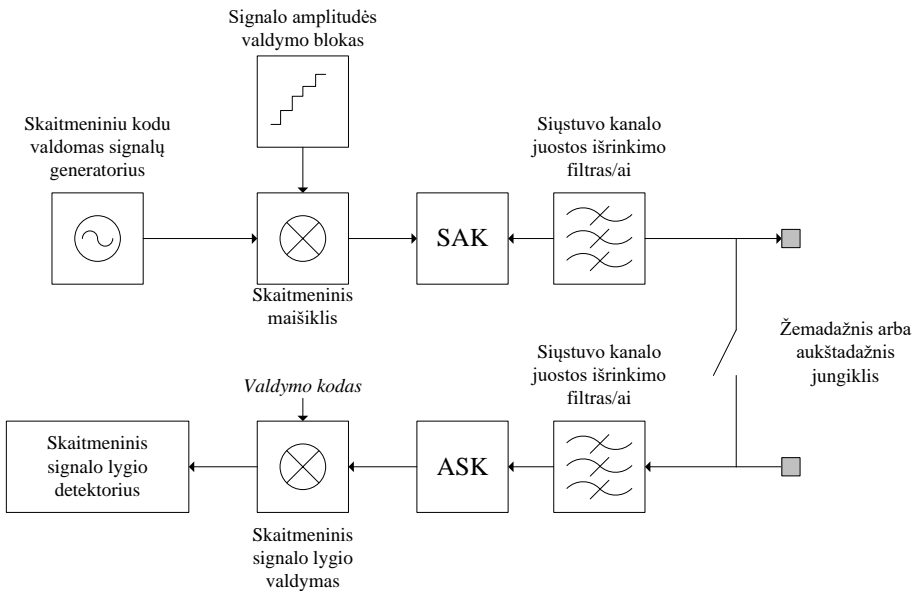 Signalo amplitudės
valdymo blokas
Skaitmeniniu kodu
valdomas signalų
generatorius
Siųstuvo kanalo
juostos išrinkimo
filtras/ai
SAK
Skaitmeninis
maišiklis
Žemadažnis arba
aukštadažnis
jungiklis
Siųstuvo kanalo
juostos išrinkimo
filtras/ai
Valdymo kodas
Skaitmeninis
signalo lygio
detektorius
ASK
Skaitmeninis
signalo lygio
valdymas